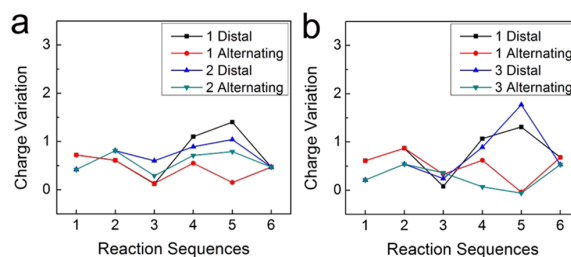 a
3
2
1
0
Charge Variation
1 Distal
1 Alternating
2 Distal
2 Alternating
1 2 3 4 5 6
Reaction Sequences
b
3
2
1
0
Charge Variation
1 Distal
1 Alternating
3 Distal
3 Alternating
1 2 3 4 5 6
Reaction Sequences